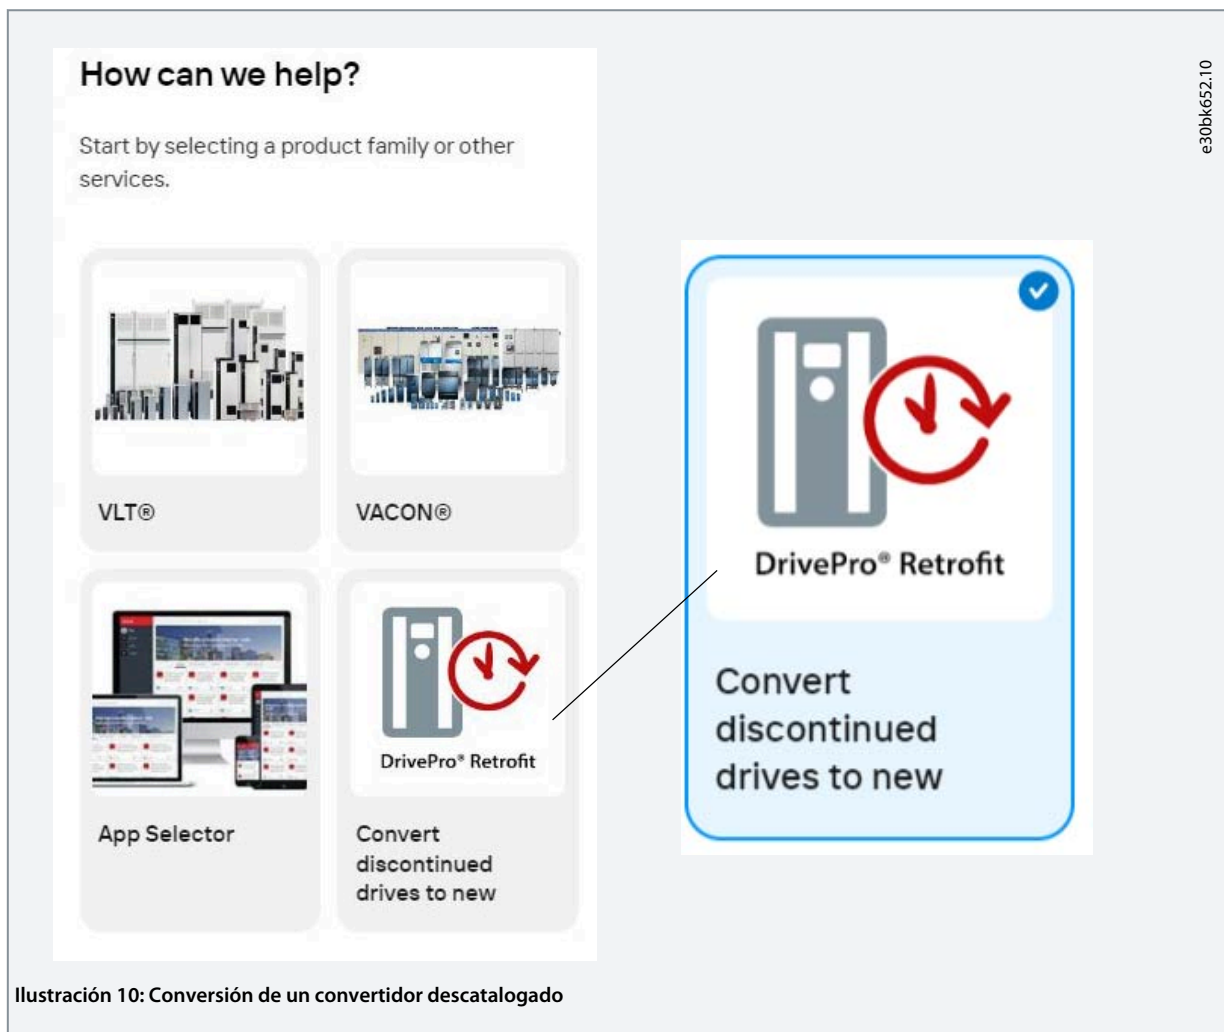 How can we help?
Start by selecting a product family or other
services.
VLT®
VACON®
App Selector
DrivePro® Retrofit
Convert
discontinued
drives to new
DrivePro® Retrofit
Convert
discontinued
drives to new
e30bk652.10
Ilustración 10: Conversión de un convertidor descatalogado